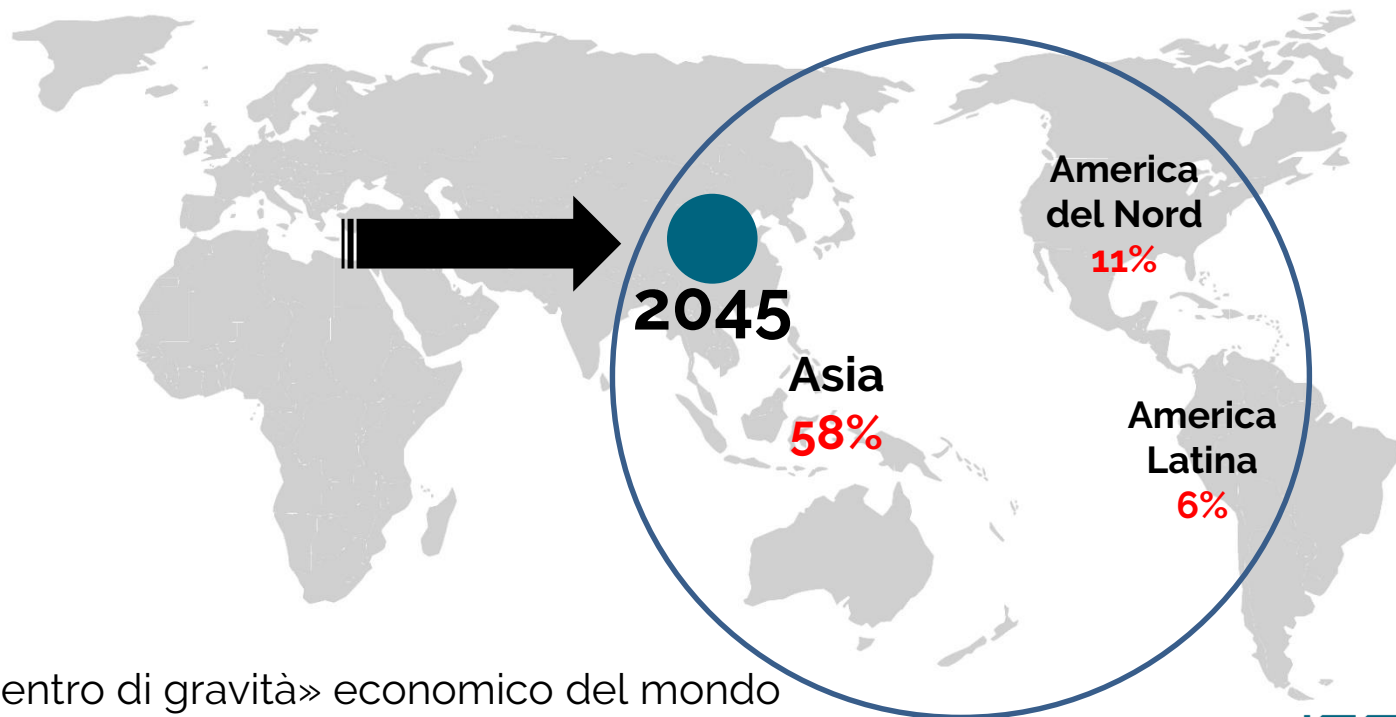 America
del Nord
11%
2045
Asia
58%
America
Latina
6%
entro di gravità» economico del mondo